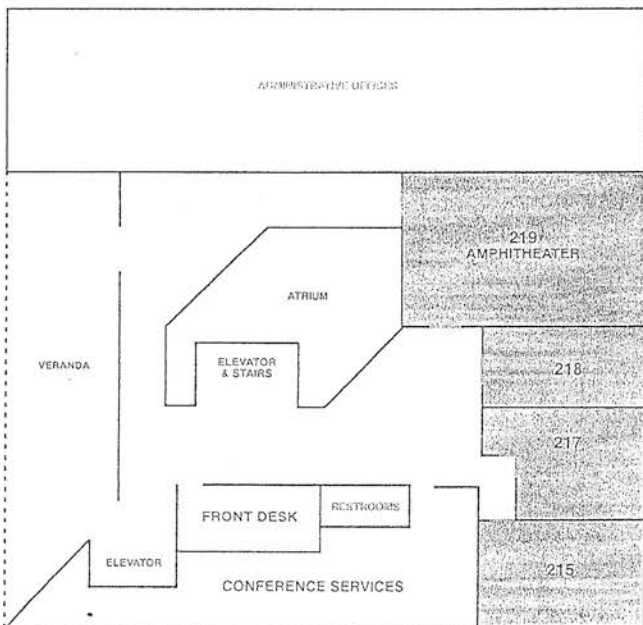 ADMINISTRATIVE OFFICES
219
AMPHITHEATER
ATRIUM
VERANDA
ELEVATOR
& STAIRS
218
217
FRONT DESK
RESTROOMS
ELEVATOR
215
CONFERENCE SERVICES